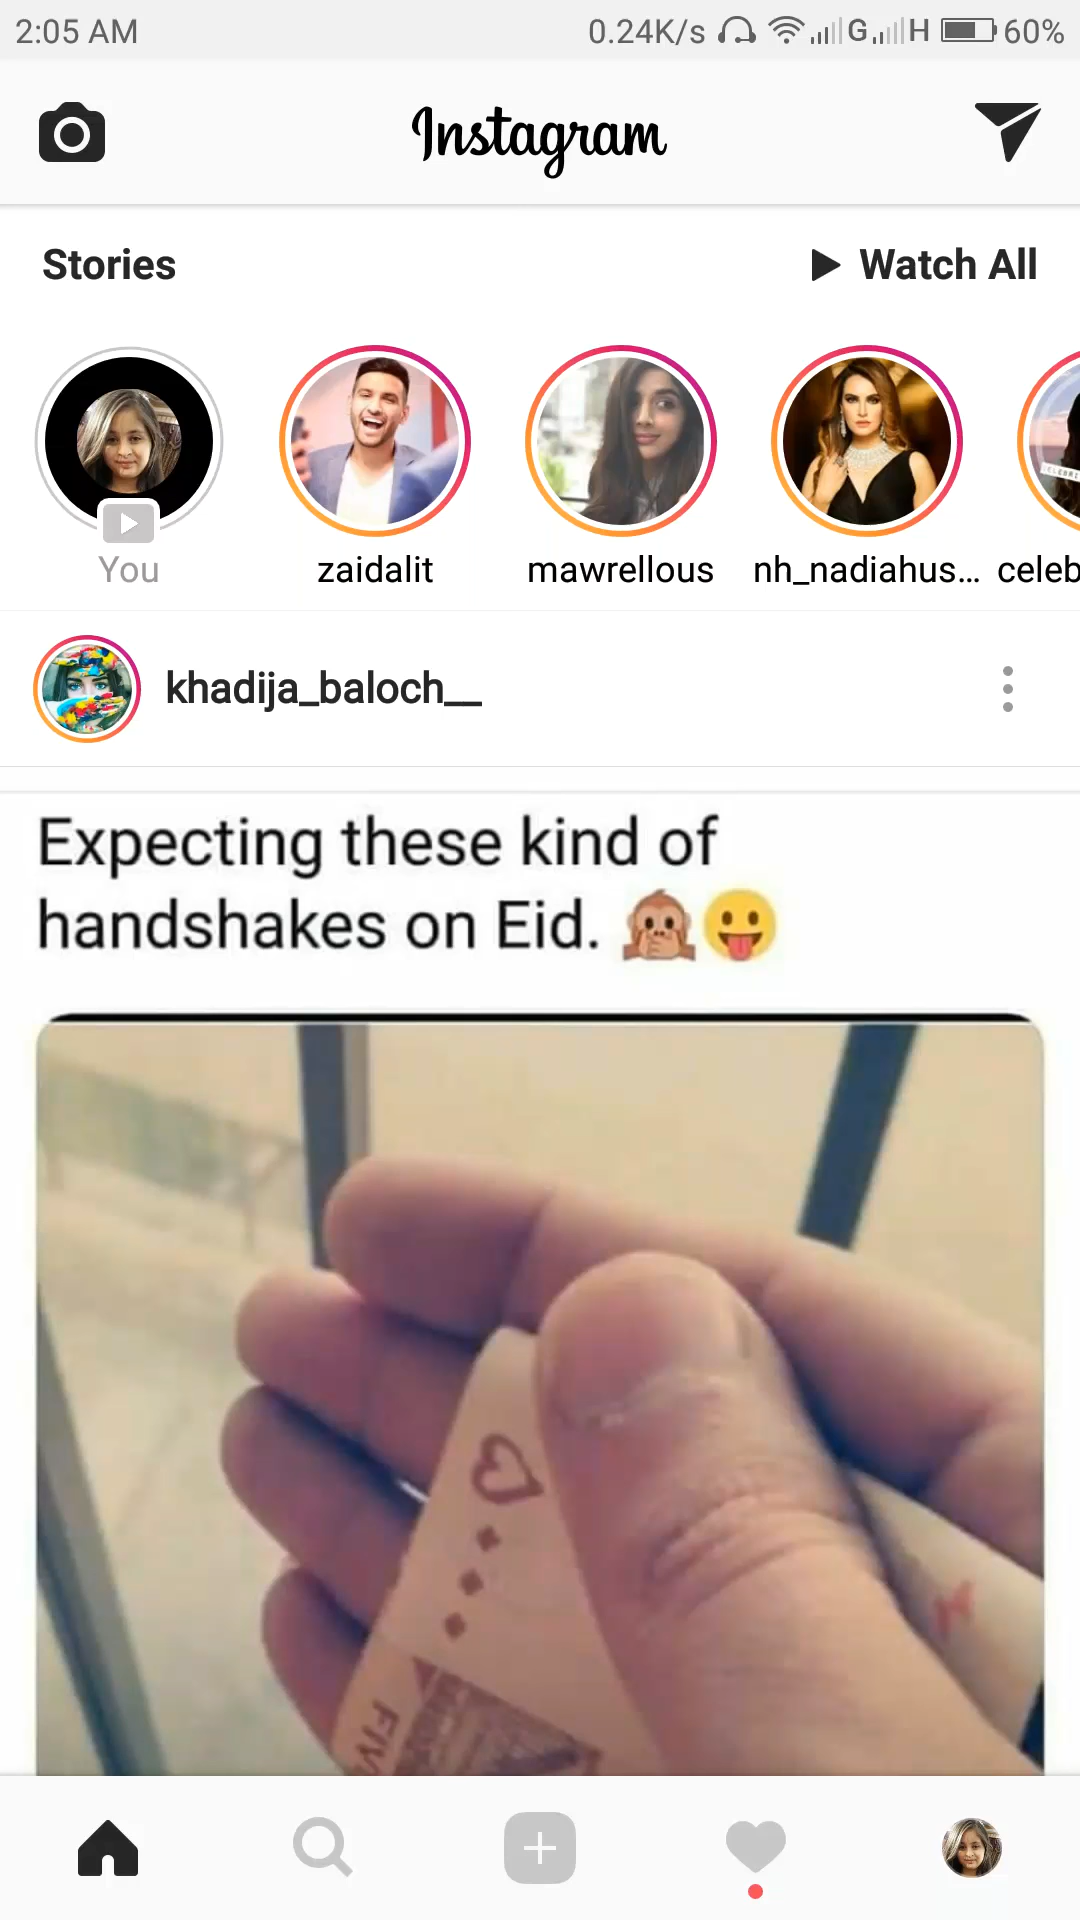 2:05 AM 0.24K/s G H 60%
Instagram
Stories Watch All
You zaidalit mawrellous nh_nadiahus... celeb
khadija_baloch__
Expecting these kind of
handshakes on Eid. 🙊😛
FIV